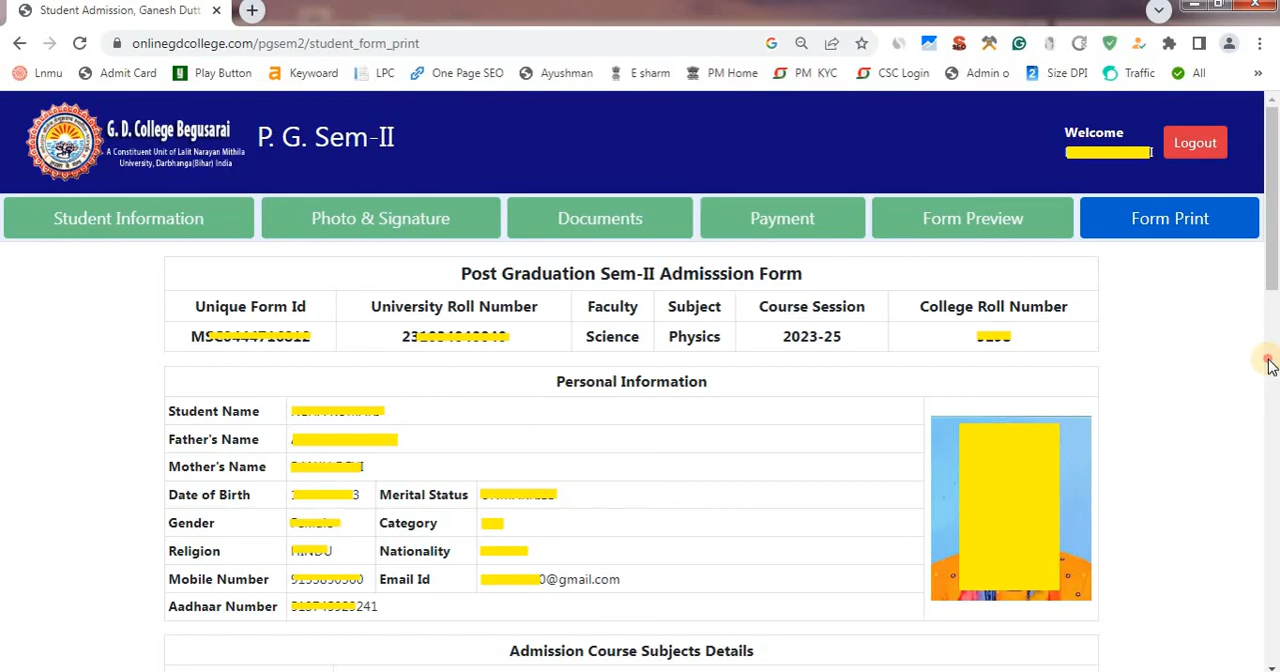 Student Admission, Ganesh Dutt
onlinegdcollege.com/pgsem2/student_form_print
Lnmu Admit Card Play Button Keywoard LPC One Page SEO Ayushman E shram PM Home PM KYC CSC Login Admin o Size DPI Traffic All
G. D. College Begusarai
A Constituent Unit of Lalit Narayan Mithila
University, Darbhanga(Bihar) India
P. G. Sem-II
Welcome
Logout
Student Information Photo & Signature Documents Payment Form Preview Form Print
Post Graduation Sem-II Admisssion Form
Unique Form Id University Roll Number Faculty Subject Course Session College Roll Number
Science Physics 2023-25
Personal Information
Student Name
Father's Name
Mother's Name
Date of Birth Merital Status
Gender Category
Religion Nationality
Mobile Number Email Id 0@gmail.com
Aadhaar Number 241
Admission Course Subjects Details